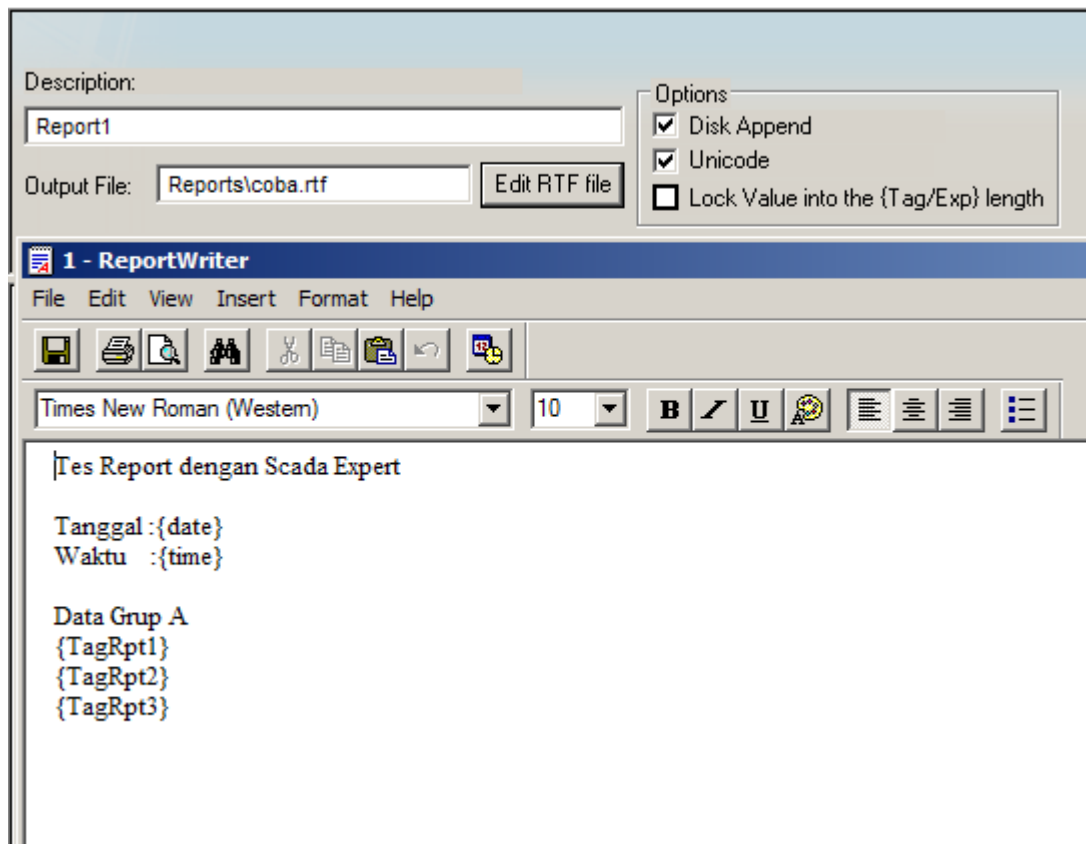 Description:
Report1
Output File: Reports\coba.rtf Edit RTF file
Options
Disk Append
Unicode
Lock Value into the {Tag/Exp} length
1 - ReportWriter
File Edit View Insert Format Help
Times New Roman (Western) 10 B I U
Tes Report dengan Scada Expert
Tanggal :{date}
Waktu :{time}
Data Grup A
{TagRpt1}
{TagRpt2}
{TagRpt3}